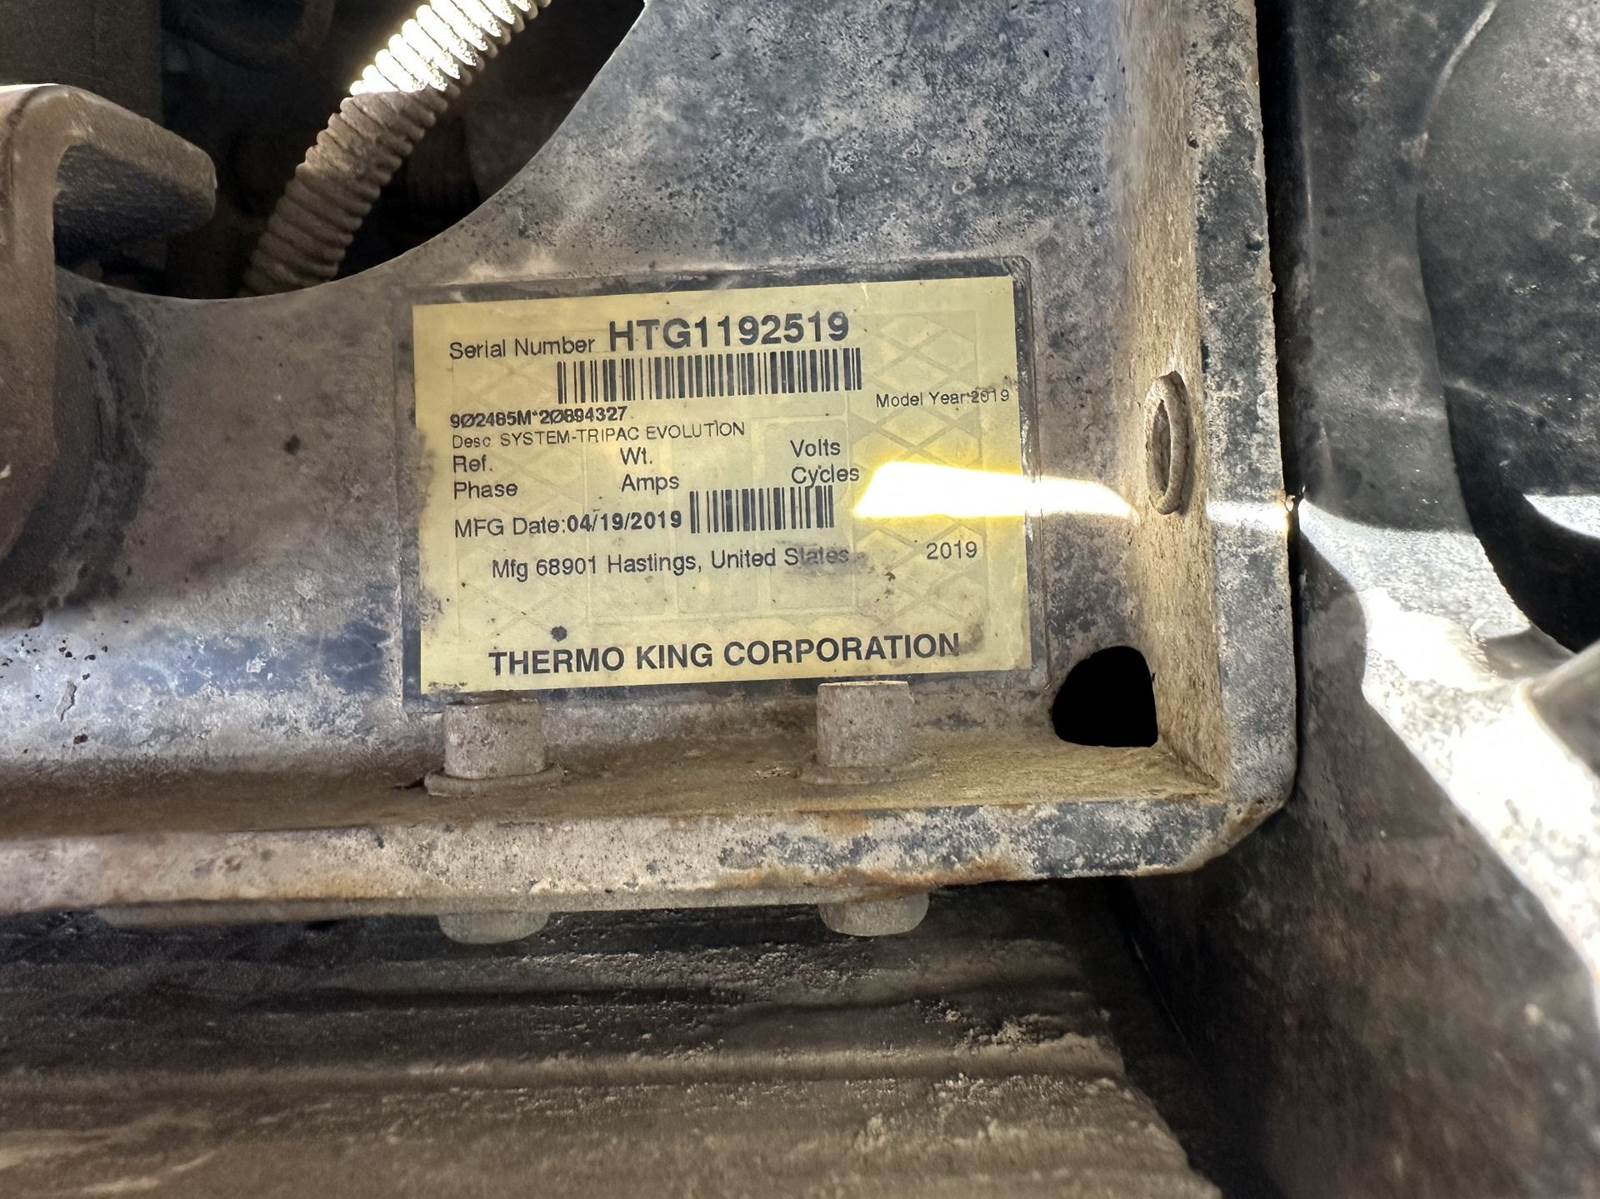 Serial Number HTG1192519
Model Year 2019
9Ø2485M*2Ø894327
Desc SYSTEM-TRIPAC EVOLUTION
Ref. Wt. Volts
Phase Amps Cycles
MFG Date:04/19/2019
Mfg 68901 Hastings, United States 2019
THERMO KING CORPORATION